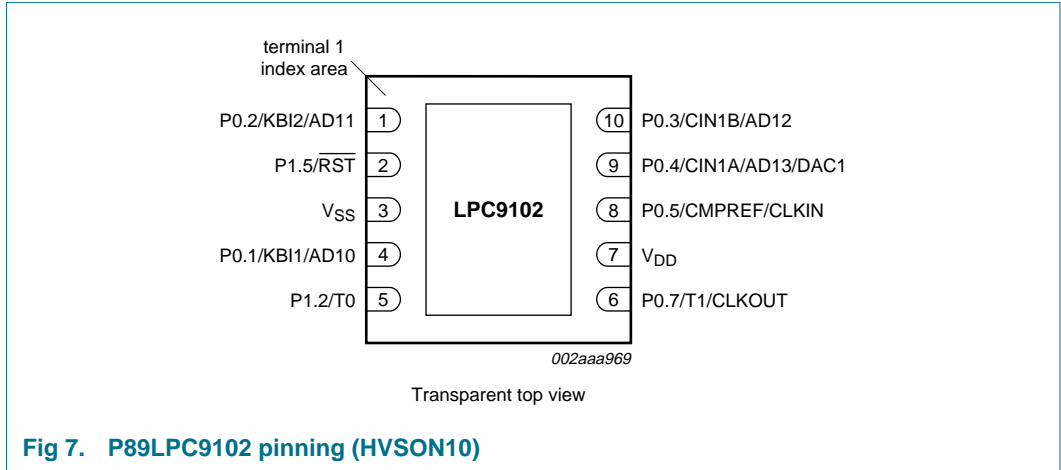 terminal 1
index area
P0.2/KBI2/AD11 1 10 P0.3/CIN1B/AD12
P1.5/RST 2 9 P0.4/CIN1A/AD13/DAC1
VSS 3 LPC9102 8 P0.5/CMPREF/CLKIN
P0.1/KBI1/AD10 4 7 VDD
P1.2/T0 5 6 P0.7/T1/CLKOUT
002aaa969
Transparent top view
Fig 7. P89LPC9102 pinning (HVSON10)